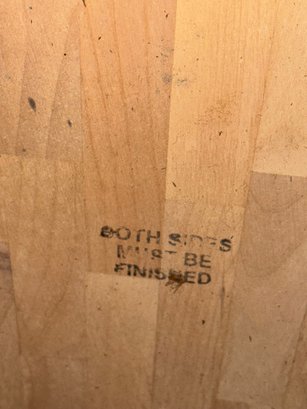 BOTH SIDES
MUST BE
FINISHED